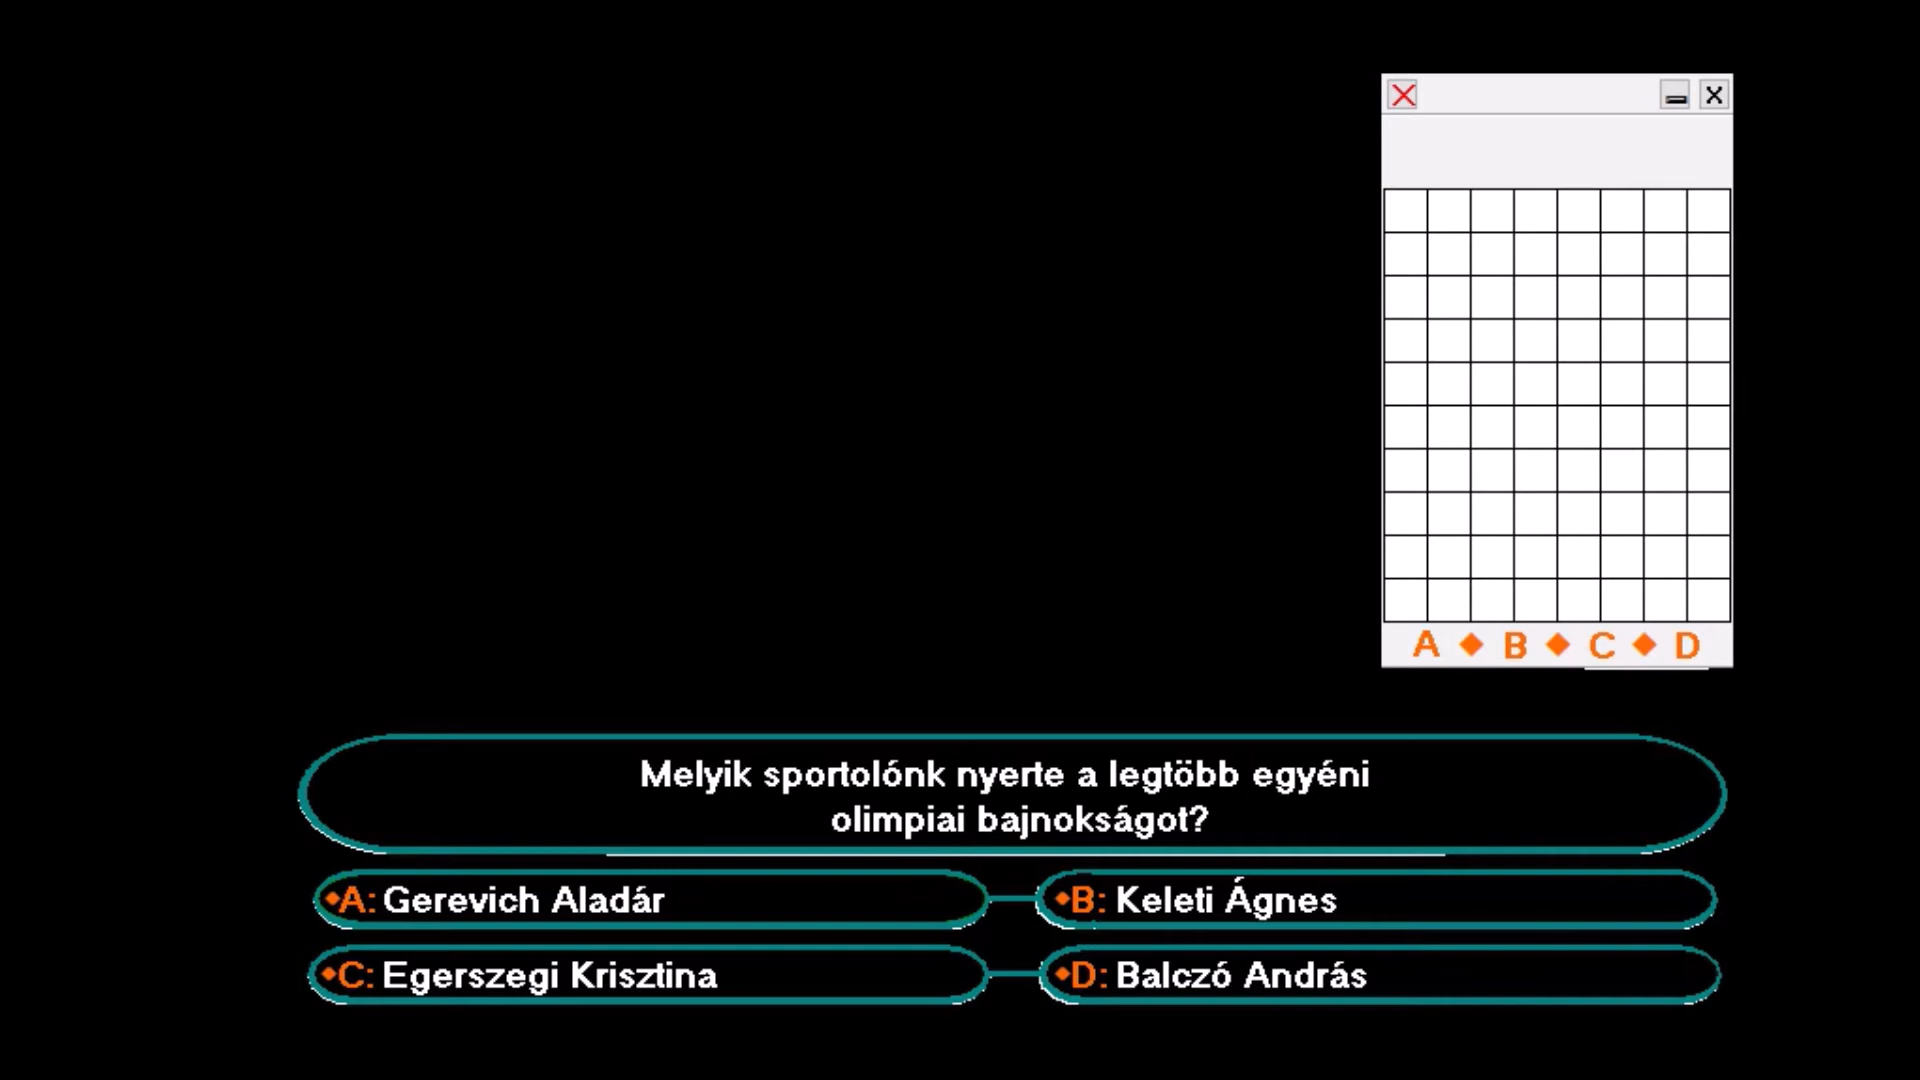 A ◆ B ◆ C ◆ D
Melyik sportolónk nyerte a legtöbb egyéni
olimpiai bajnokságot?
◆A: Gerevich Aladár
◆B: Keleti Ágnes
◆C: Egerszegi Krisztina
◆D: Balczó András